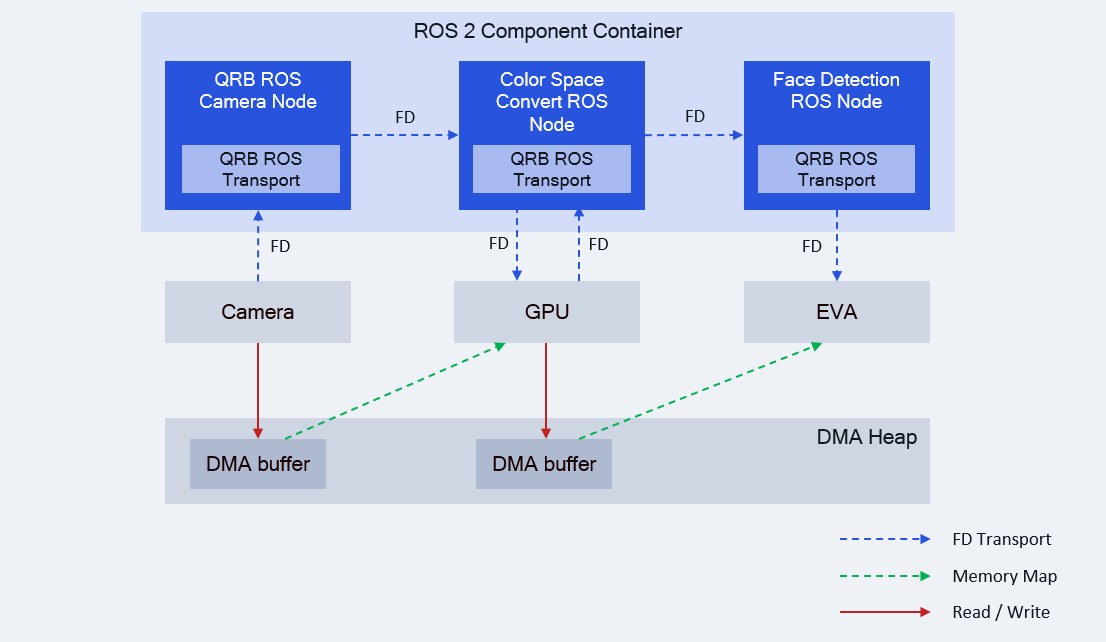 ROS 2 Component Container
QRB ROS
Camera Node
Color Space
Convert ROS
Node
Face Detection
ROS Node
FD
FD
QRB ROS
Transport
QRB ROS
Transport
QRB ROS
Transport
FD
FD
FD
FD
Camera
GPU
EVA
DMA Heap
DMA buffer
DMA buffer
FD Transport
Memory Map
Read / Write